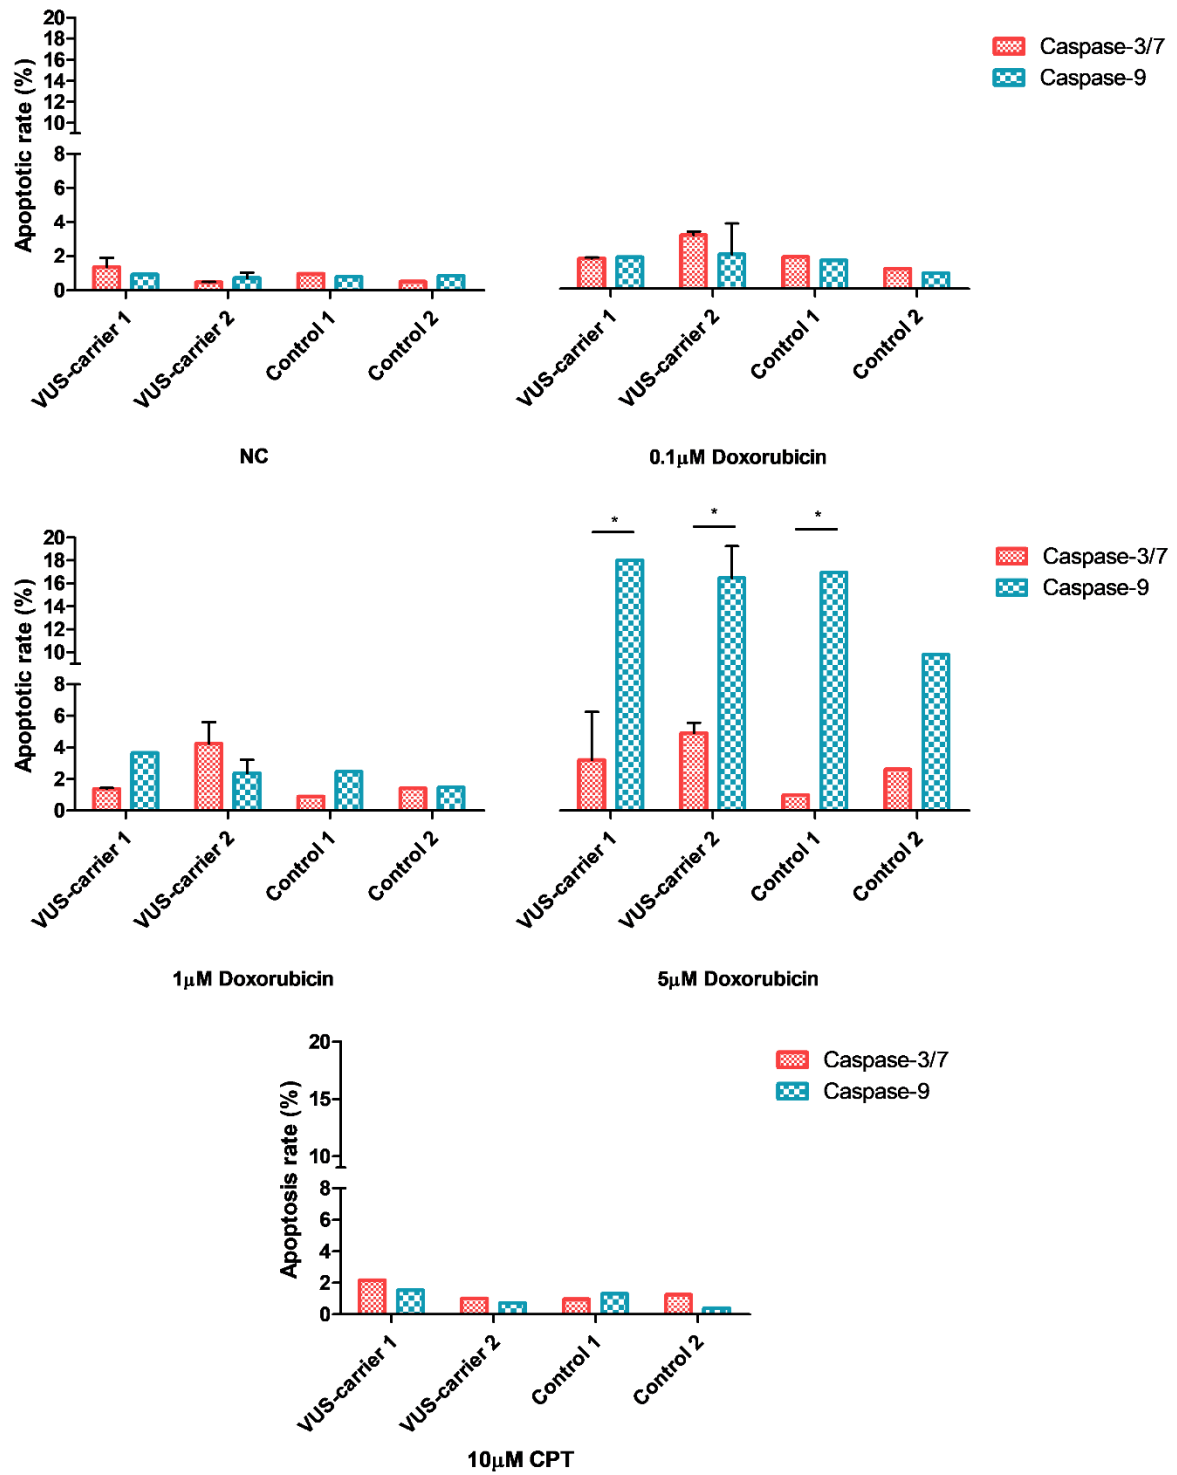 20
18
16
14
12
10
8
6
4
2
0
Apoptotic rate (%)
VUS-carrier 1
VUS-carrier 2
Control 1
Control 2
NC
VUS-carrier 1
VUS-carrier 2
Control 1
Control 2
0.1μM Doxorubicin
Caspase-3/7
Caspase-9
20
18
16
14
12
10
8
6
4
2
0
Apoptotic rate (%)
VUS-carrier 1
VUS-carrier 2
Control 1
Control 2
1μM Doxorubicin
*
*
*
VUS-carrier 1
VUS-carrier 2
Control 1
Control 2
5μM Doxorubicin
Caspase-3/7
Caspase-9
20
15
10
8
6
4
2
0
Apoptosis rate (%)
VUS-carrier 1
VUS-carrier 2
Control 1
Control 2
10μM CPT
Caspase-3/7
Caspase-9